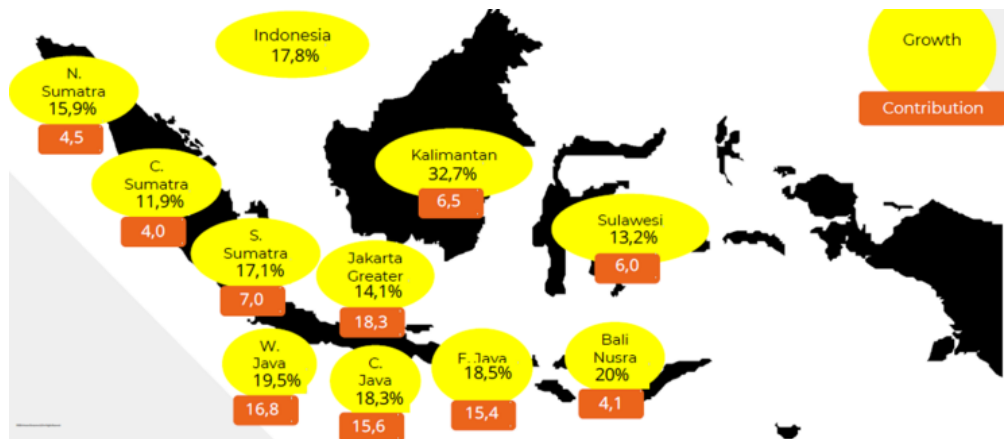 Indonesia
17,8%
Growth
Contribution
N.
Sumatra
15,9%
4,5
C.
Sumatra
11,9%
4,0
Kalimantan
32,7%
6,5
S.
Sumatra
17,1%
7,0
Jakarta
Greater
14,1%
18,3
Sulawesi
13,2%
6,0
W.
Java
19,5%
16,8
C.
Java
18,3%
15,6
E. Java
18,5%
15,4
Bali
Nusra
20%
4,1